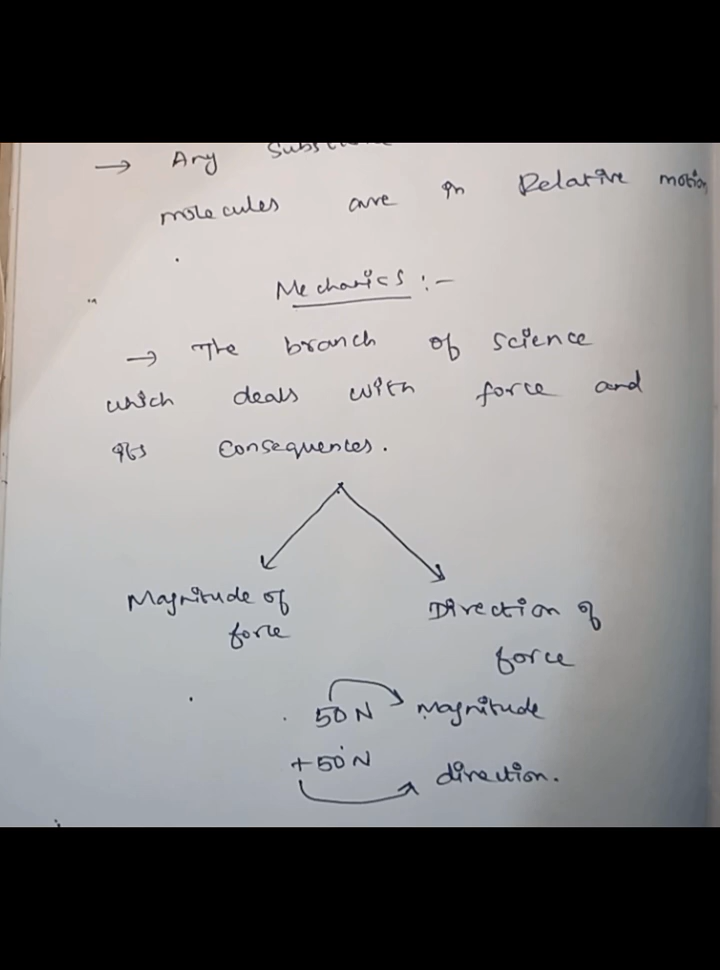 → Any
molecules are in Relative motion
Mechanics :-
→ The branch of science
which deals with force and
its consequences.
Magnitude of force
Direction of force
50 N → Magnitude
+50 N → direction.